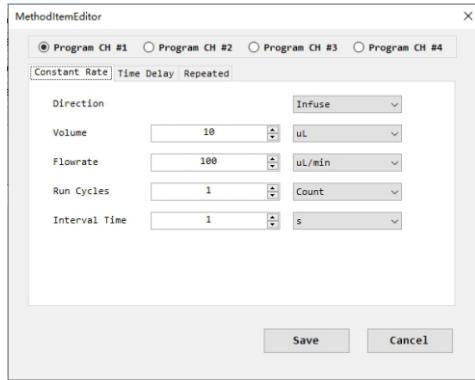 MethodItemEditor
Program CH #1 Program CH #2 Program CH #3 Program CH #4
Constant Rate Time Delay Repeated
Direction Infuse
Volume 10 uL
Flowrate 100 uL/min
Run Cycles 1 Count
Interval Time 1 s
Save Cancel